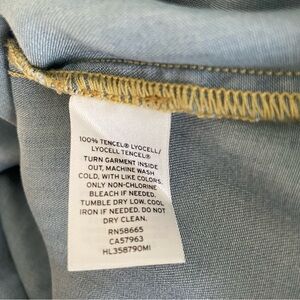 100% TENCEL® LYOCELL/
LYOCELL TENCEL®
TURN GARMENT INSIDE
OUT, MACHINE WASH
COLD, WITH LIKE COLORS.
ONLY NON-CHLORINE
BLEACH IF NEEDED.
TUMBLE DRY LOW. COOL
IRON IF NEEDED. DO NOT
DRY CLEAN.
RN58665
CA57963
HL358790MI